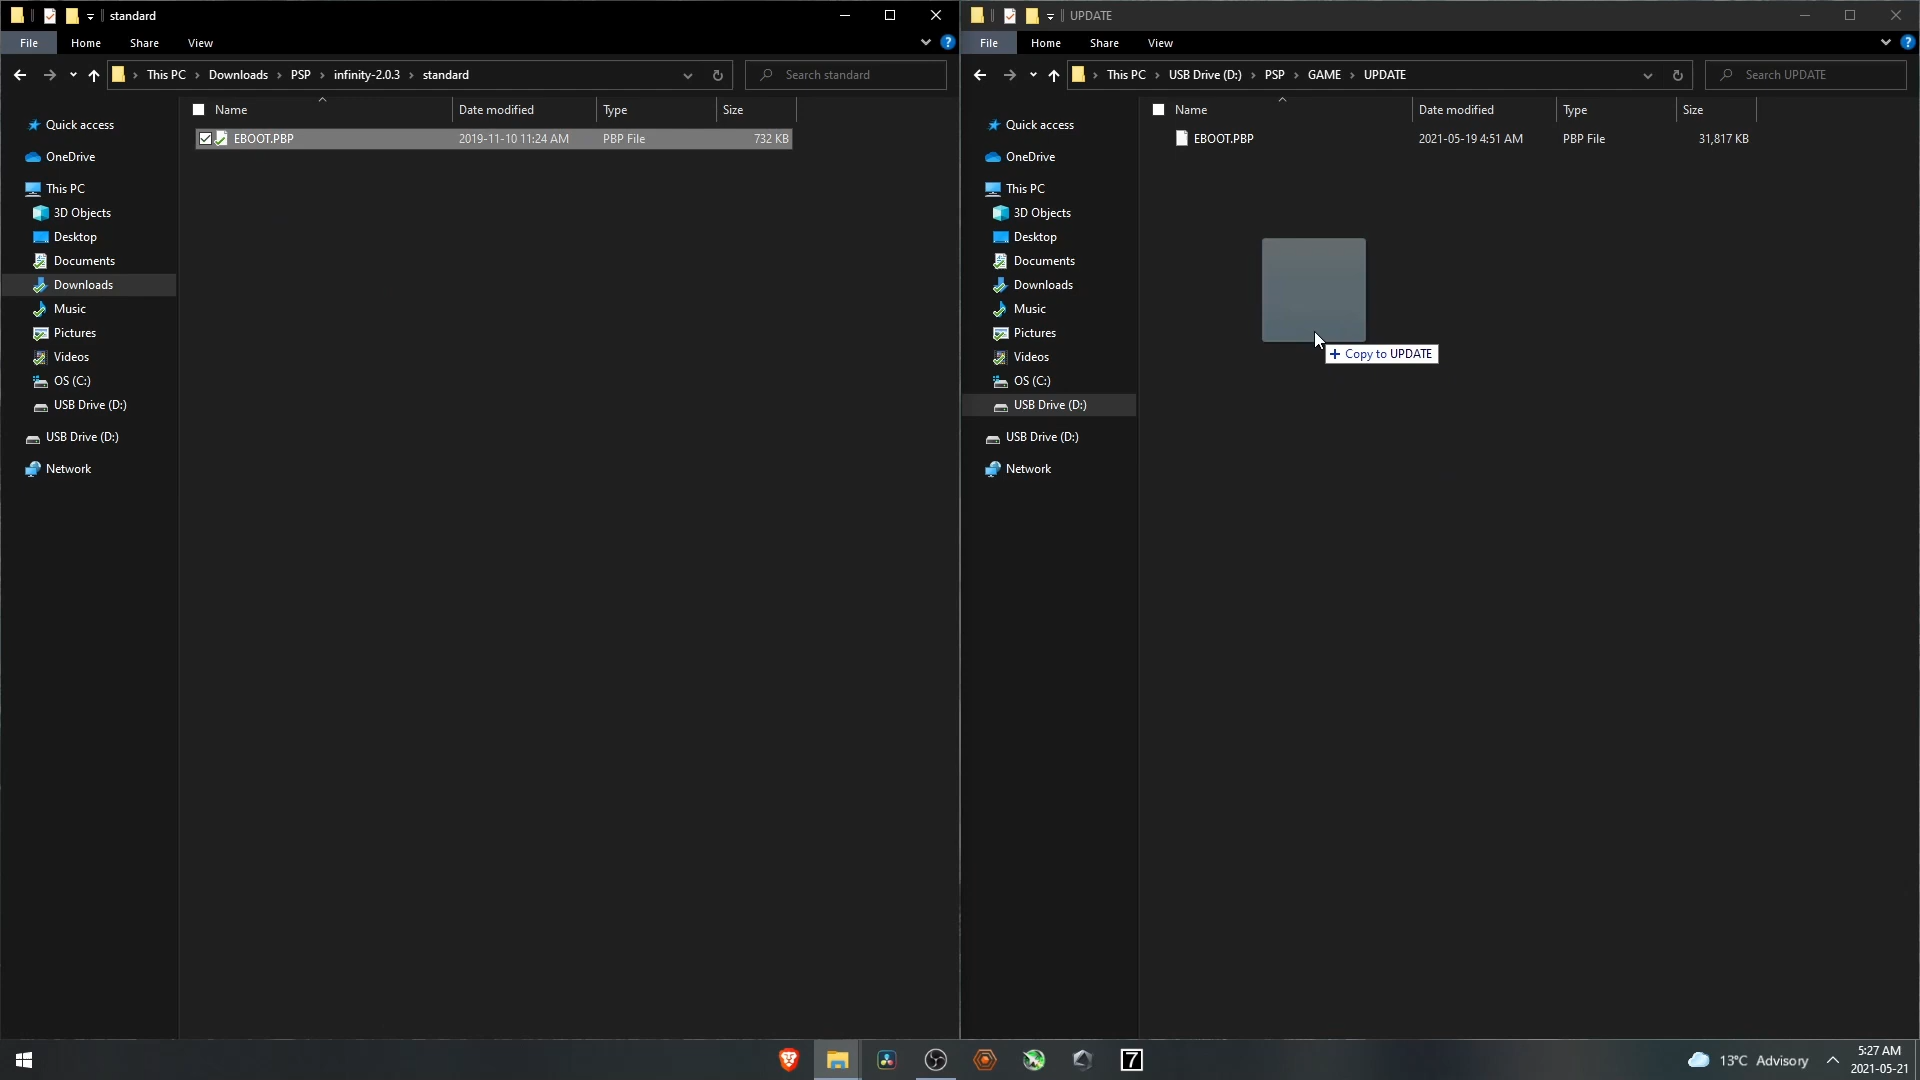 standard
File Home Share View
This PC Downloads PSP infinity-2.0.3 standard
Search standard
Name Date modified Type Size
EBOOT.PBP 2019-11-10 11:24 AM PBP File 732 KB
Quick access
OneDrive
This PC
3D Objects
Desktop
Documents
Downloads
Music
Pictures
Videos
OS (C:)
USB Drive (D:)
USB Drive (D:)
Network
UPDATE
File Home Share View
This PC USB Drive (D:) PSP GAME UPDATE
Search UPDATE
Name Date modified Type Size
EBOOT.PBP 2021-05-19 4:51 AM PBP File 31,817 KB
Quick access
OneDrive
This PC
3D Objects
Desktop
Documents
Downloads
Music
Pictures
Videos
OS (C:)
USB Drive (D:)
USB Drive (D:)
Network
+ Copy to UPDATE
7
13°C Advisory
5:27 AM
2021-05-21